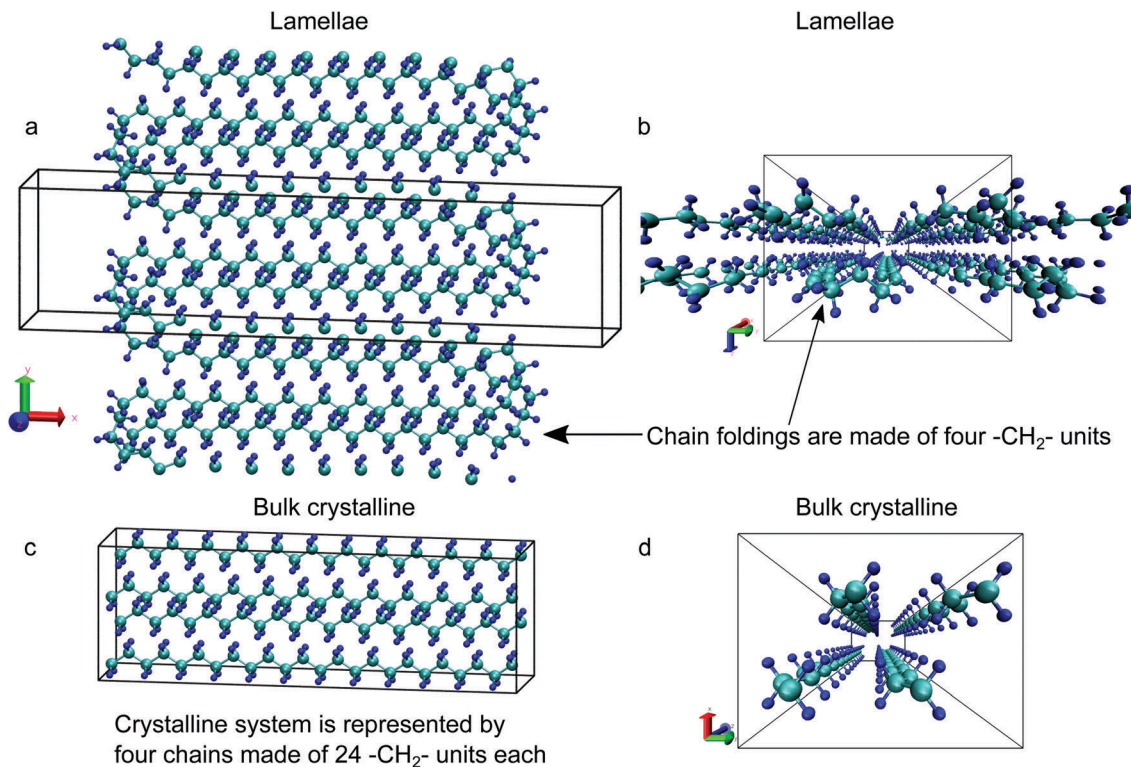 Lamellae
Lamellae
a
b
y
x
z
Chain foldings are made of four -CH₂- units
Bulk crystalline
Bulk crystalline
c
d
x
z
Crystalline system is represented by
four chains made of 24 -CH₂- units each